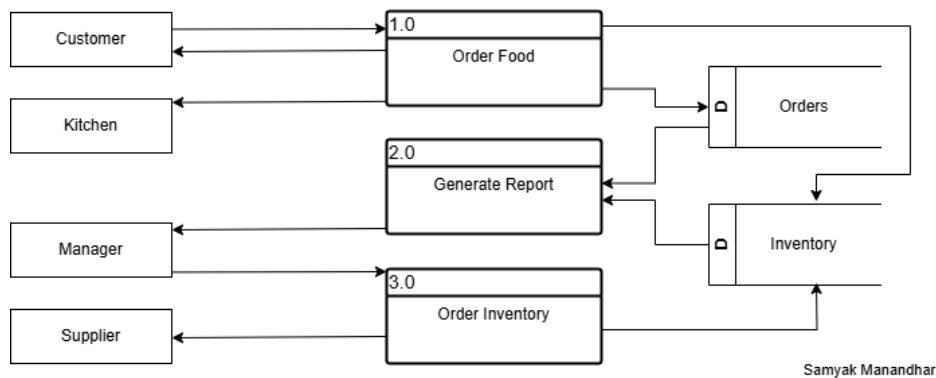 Customer
1.0
Order Food
Kitchen
D
Orders
2.0
Generate Report
Manager
D
Inventory
3.0
Order Inventory
Supplier
Samyak Manandhar